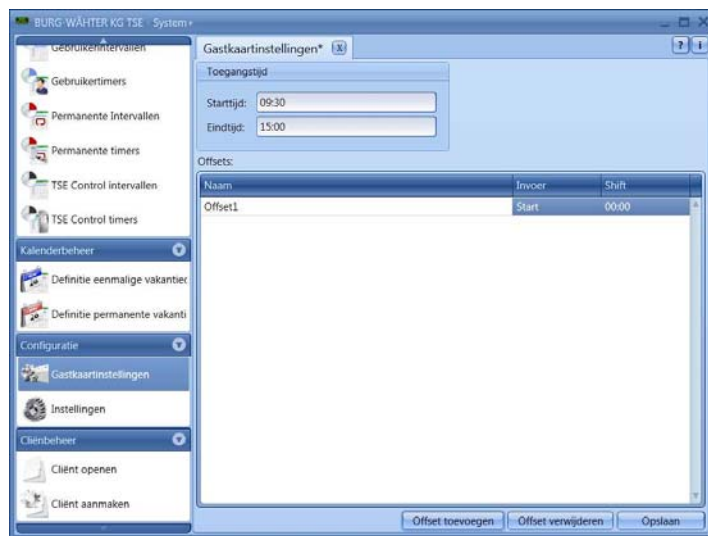 BURG-WÄHTER KG TSE - System+
Gebruikerintervallen
Gebruikertimers
Permanente Intervallen
Permanente timers
TSE Control intervallen
TSE Control timers
Kalenderbeheer
Definitie eenmalige vakantiec
Definitie permanente vakanti
Configuratie
Gastkaartinstellingen
Instellingen
Cliënbeheer
Cliënt openen
Cliënt aanmaken
Gastkaartinstellingen*
? i
Toegangstijd
Starttijd: 09:30
Eindtijd: 15:00
Offsets:
Naam Invoer Shift
Offset1 Start 00:00
Offset toevoegen Offset verwijderen Opslaan